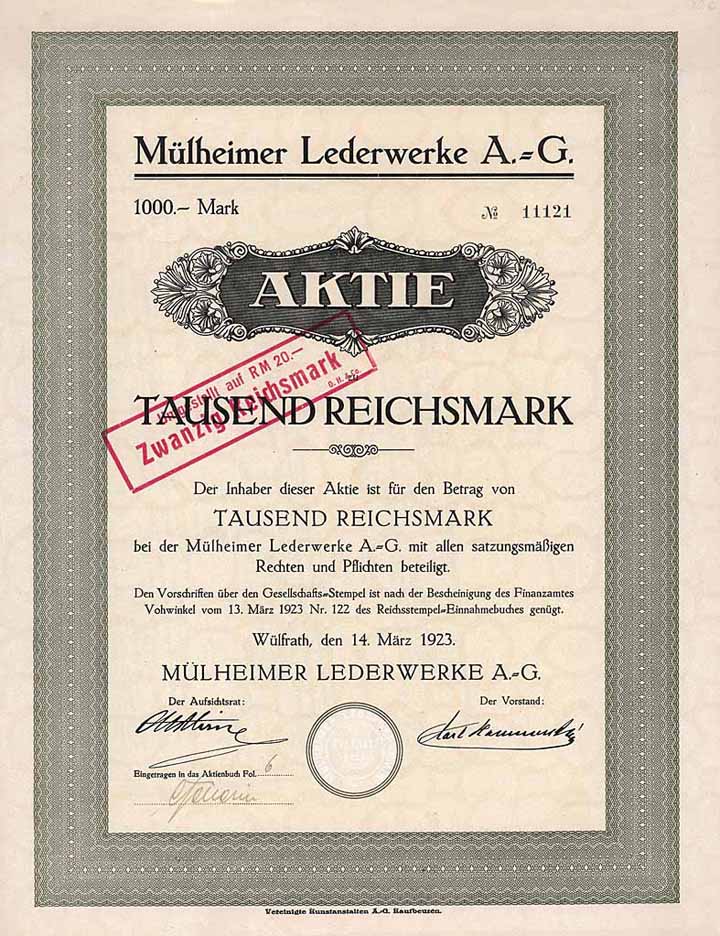 Mülheimer Lederwerke A.=G.
1000.– Mark
№ 11121
AKTIE
Umgestellt auf RM 20.–
Zwanzig Reichsmark
TAUSEND REICHSMARK
Der Inhaber dieser Aktie ist für den Betrag von
TAUSEND REICHSMARK
bei der Mülheimer Lederwerke A.=G. mit allen satzungsmäßigen
Rechten und Pflichten beteiligt.
Den Vorschriften über den Gesellschafts=Stempel ist nach der Bescheinigung des Finanzamtes
Vohwinkel vom 13. März 1923 Nr. 122 des Reichsstempel=Einnahmebuches genügt.
Wülfrath, den 14. März 1923.
MÜLHEIMER LEDERWERKE A.=G.
Der Aufsichtsrat:
Der Vorstand:
Eingetragen in das Aktienbuch Fol. 6
Vereinigte Kunstanstalten A.-G. Kaufbeuren.